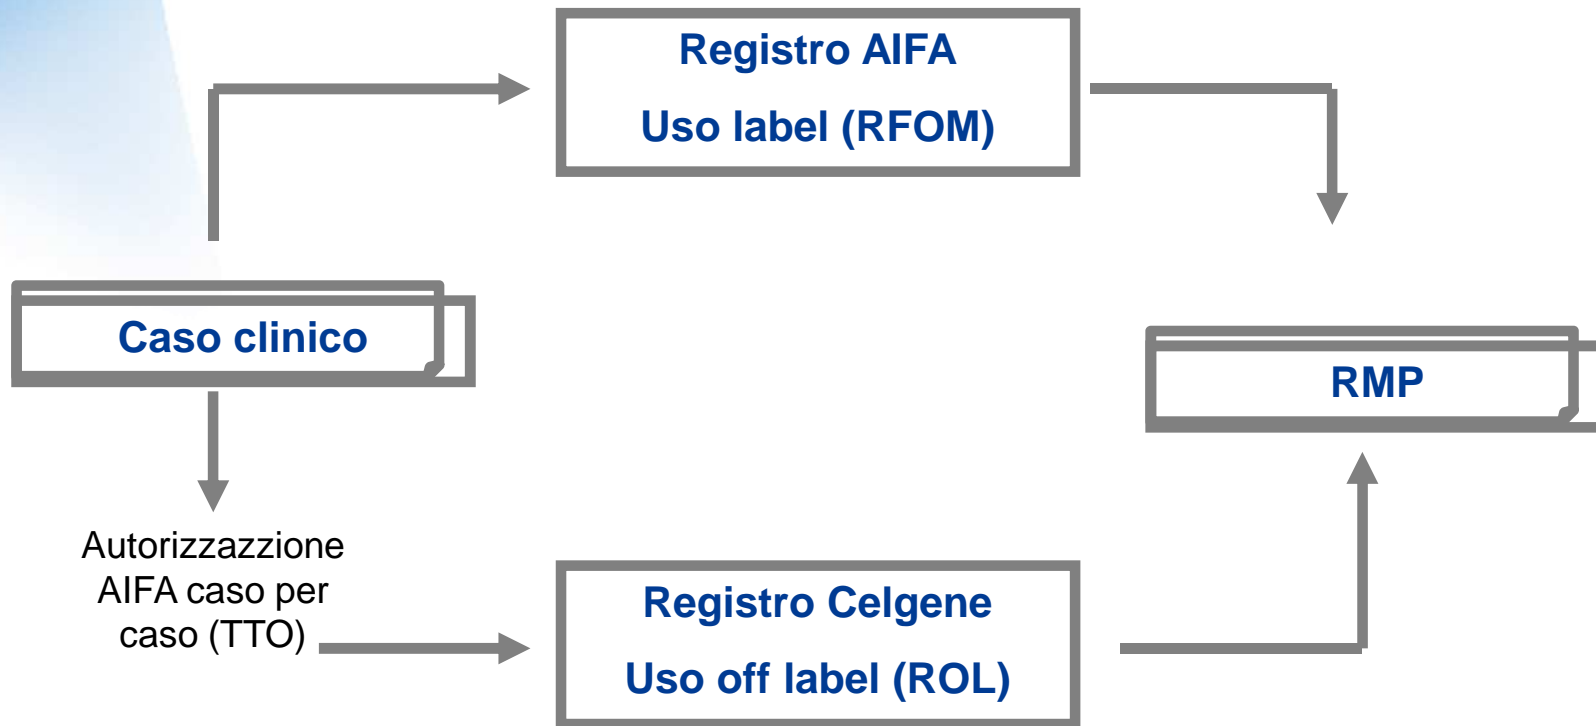 Registro AIFA
Uso label (RFOM)
Caso clinico
RMP
Autorizzazzione
AIFA caso per
caso (TTO)
Registro Celgene
Uso off label (ROL)